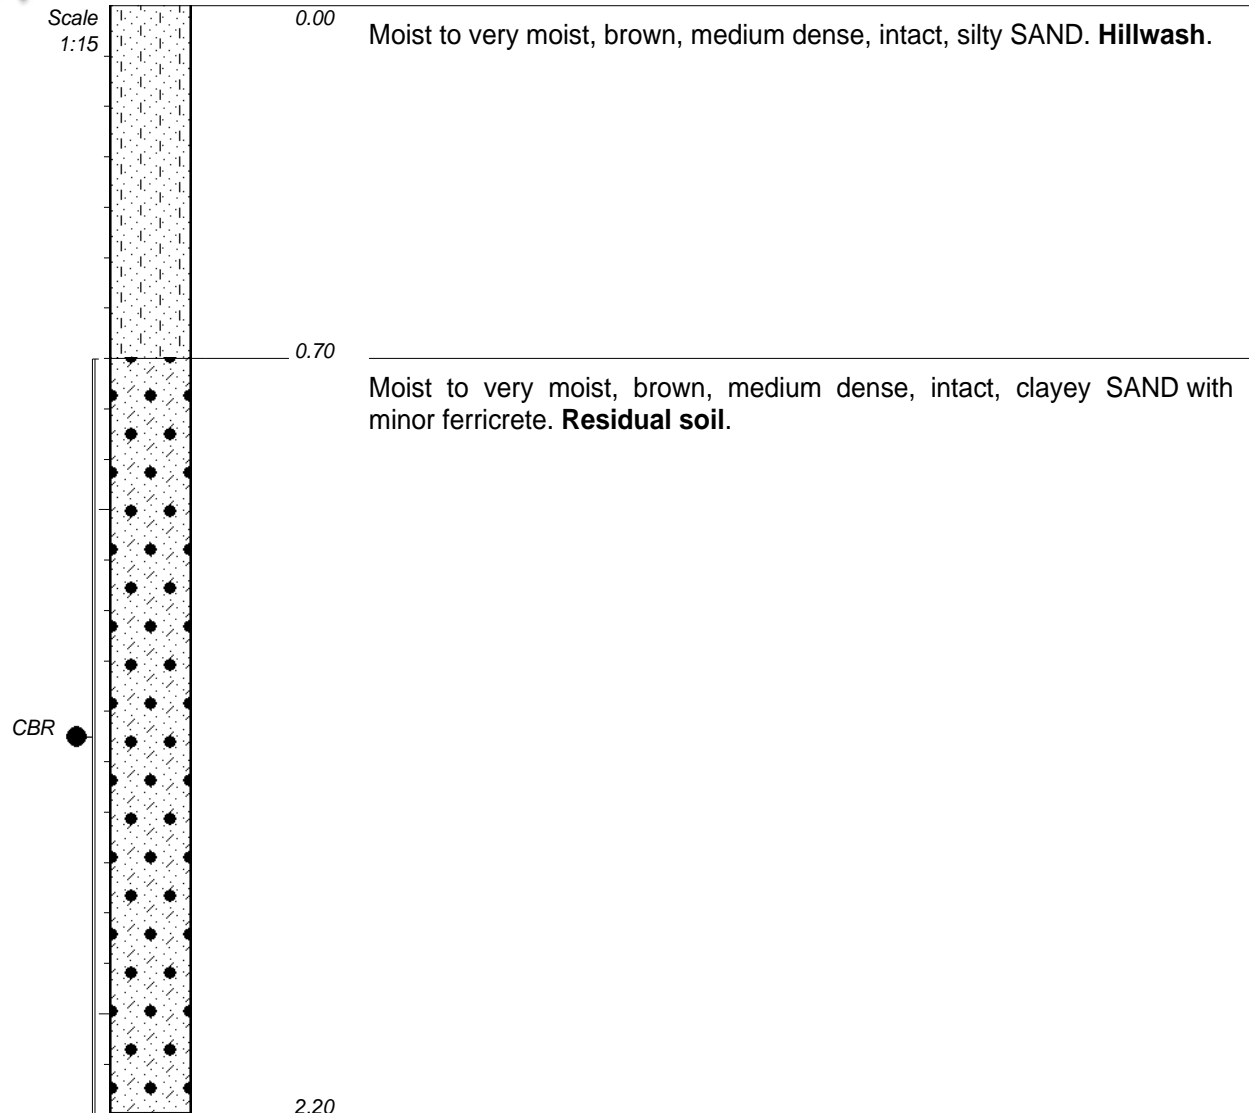 Scale
1:15
0.00
Moist to very moist, brown, medium dense, intact, silty SAND. Hillwash.
0.70
Moist to very moist, brown, medium dense, intact, clayey SAND with
minor ferricrete. Residual soil.
CBR
2.20